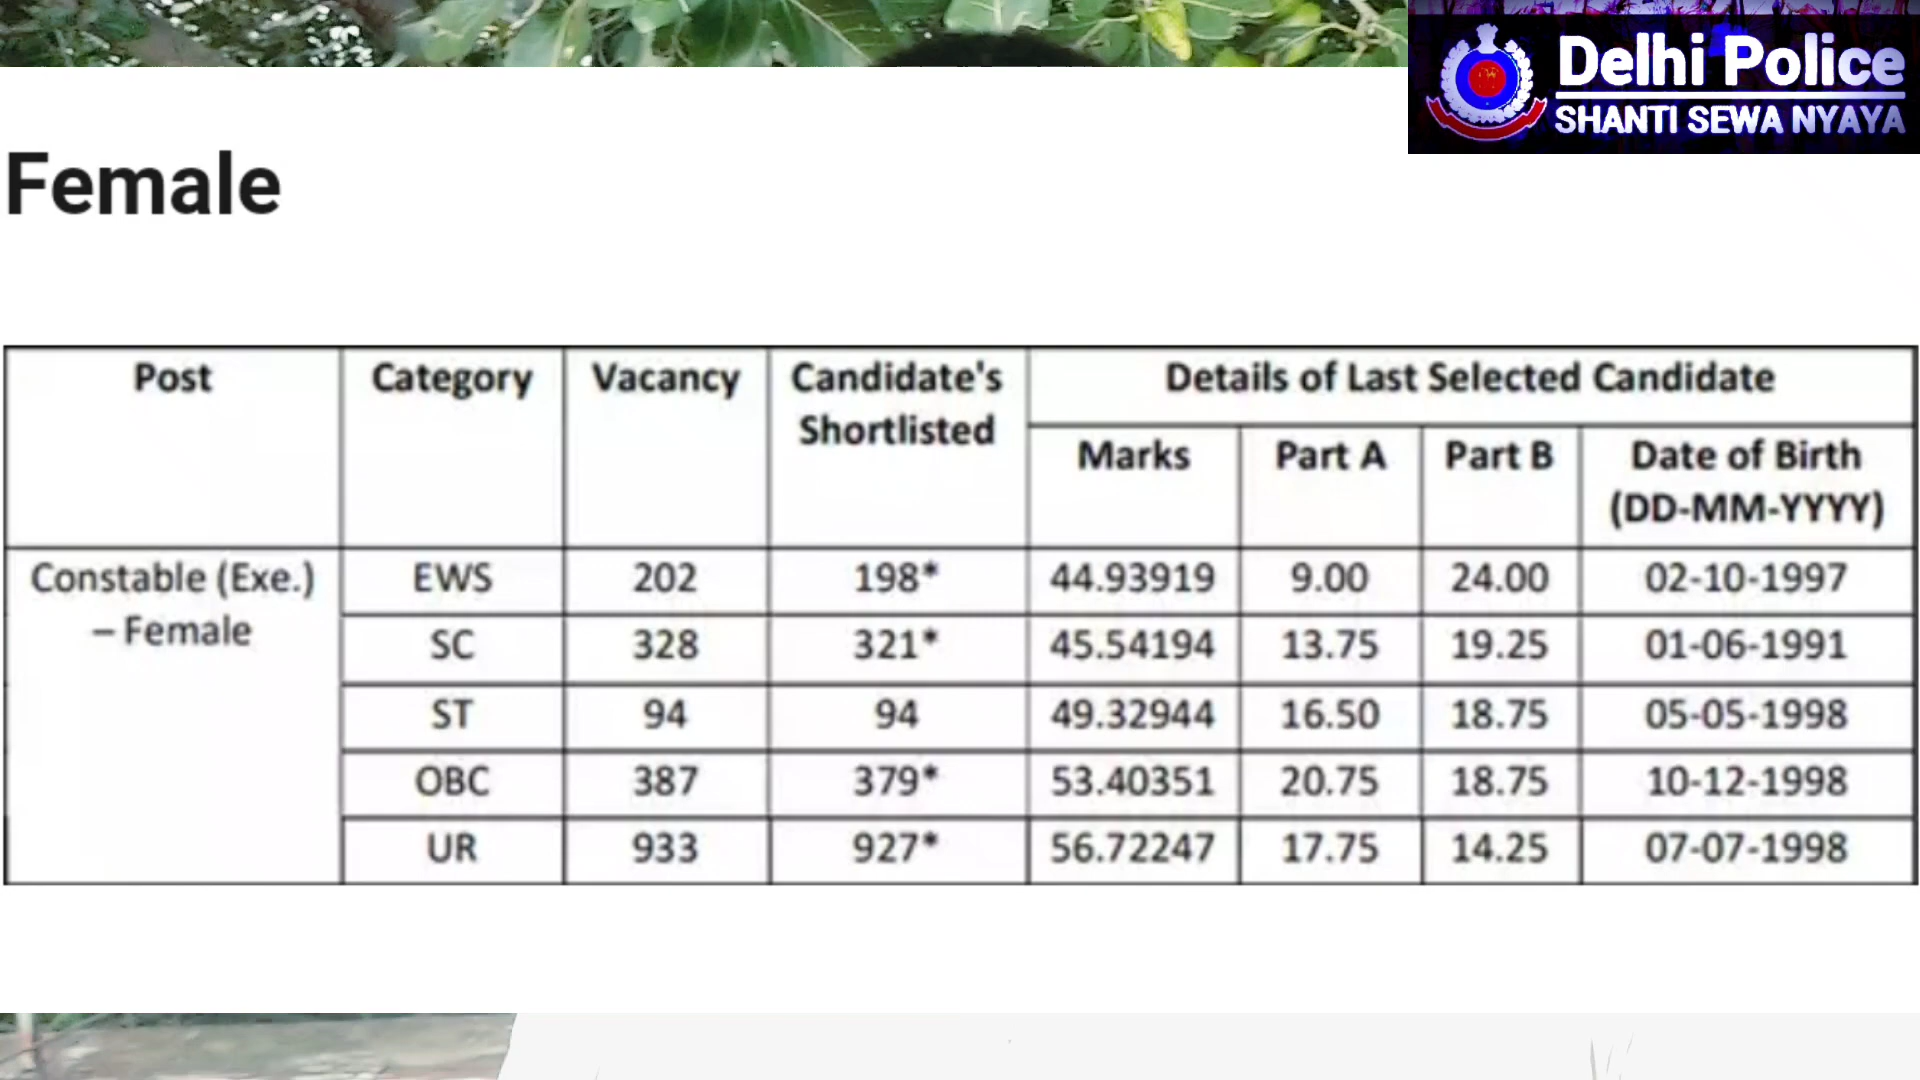 Delhi Police
SHANTI SEWA NYAYA
Female
Post Category Vacancy Candidate's Shortlisted Details of Last Selected Candidate
Marks Part A Part B Date of Birth (DD-MM-YYYY)
Constable (Exe.) – Female EWS 202 198* 44.93919 9.00 24.00 02-10-1997
SC 328 321* 45.54194 13.75 19.25 01-06-1991
ST 94 94 49.32944 16.50 18.75 05-05-1998
OBC 387 379* 53.40351 20.75 18.75 10-12-1998
UR 933 927* 56.72247 17.75 14.25 07-07-1998